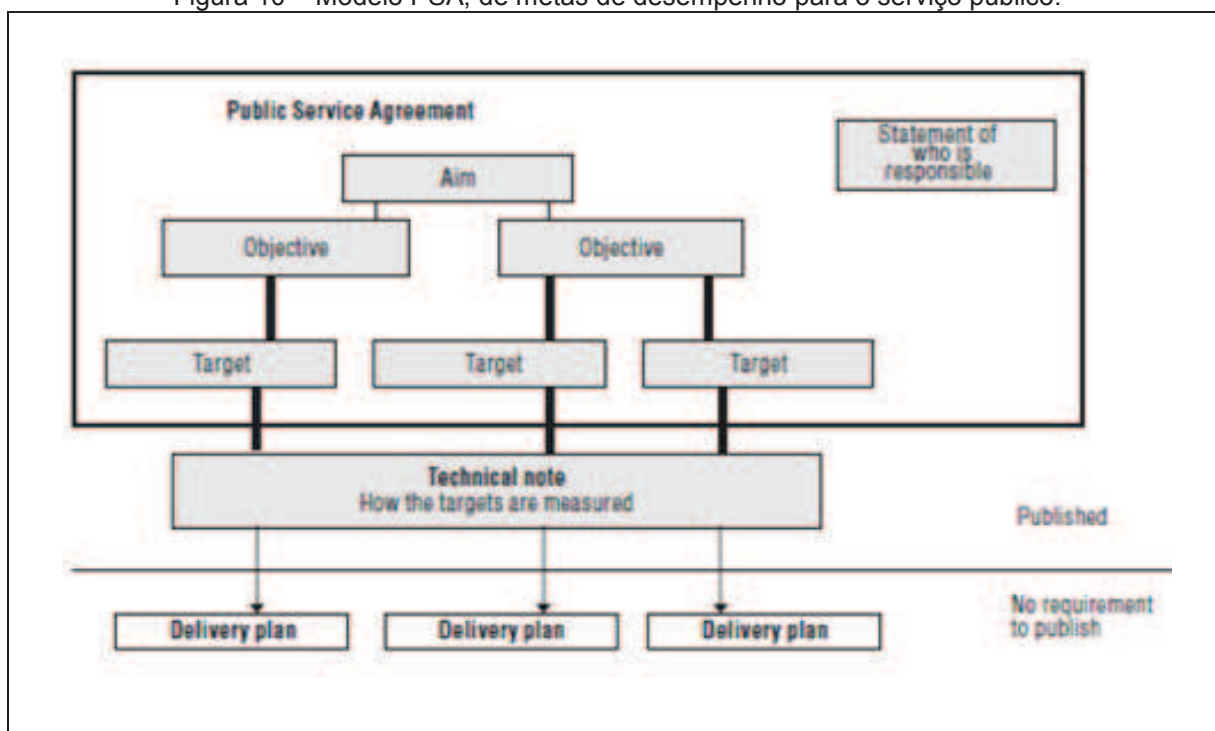 Figura 10 – Modelo PSA, de metas de desempenho para o serviço público.
Public Service Agreement
Statement of
who is
responsible
Aim
Objective
Objective
Target
Target
Target
Technical note
How the targets are measured
Published
No requirement
to publish
Delivery plan
Delivery plan
Delivery plan